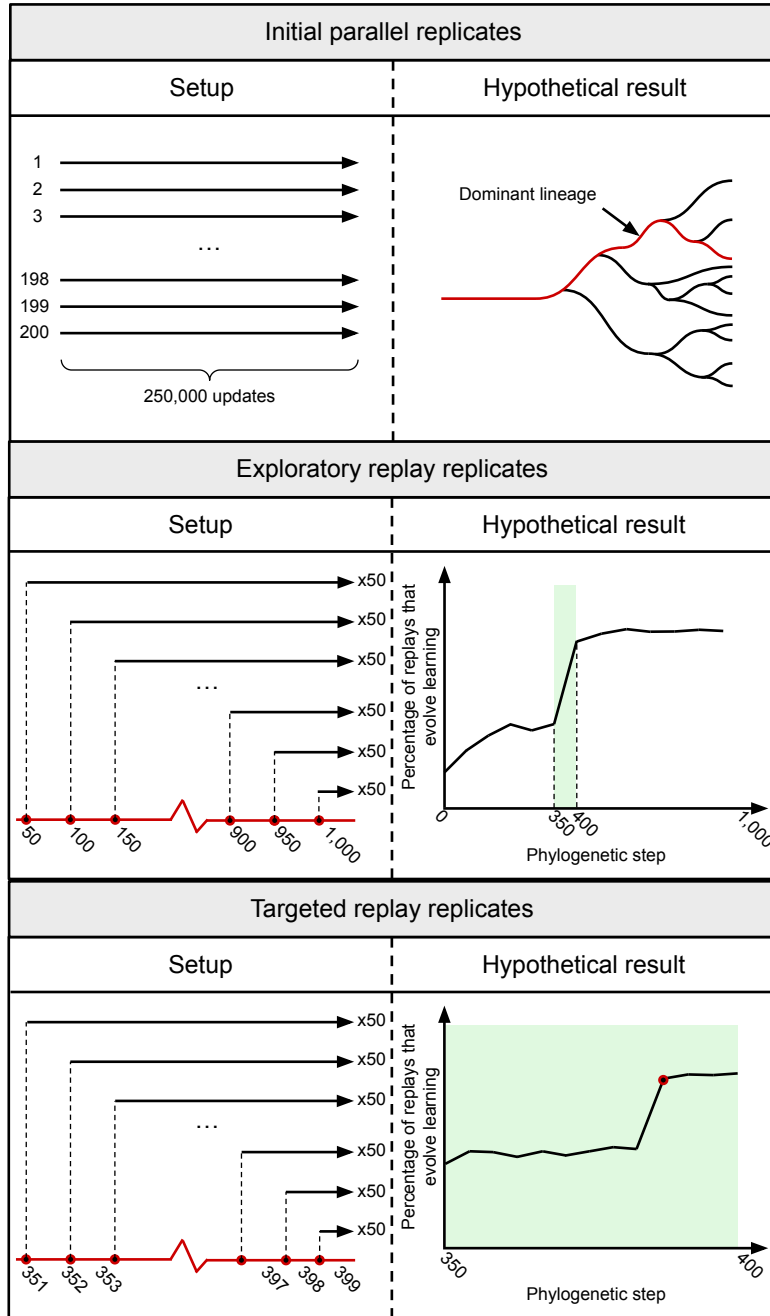 Initial parallel replicates
Setup
Hypothetical result
1
2
3
...
198
199
200
250,000 updates
Dominant lineage
Exploratory replay replicates
Setup
Hypothetical result
x50
x50
x50
...
x50
x50
x50
50
100
150
900
950
1,000
Percentage of replays that
evolve learning
0
350
400
1,000
Phylogenetic step
Targeted replay replicates
Setup
Hypothetical result
x50
x50
x50
...
x50
x50
x50
351
352
353
397
398
399
Percentage of replays that
evolve learning
350
400
Phylogenetic step